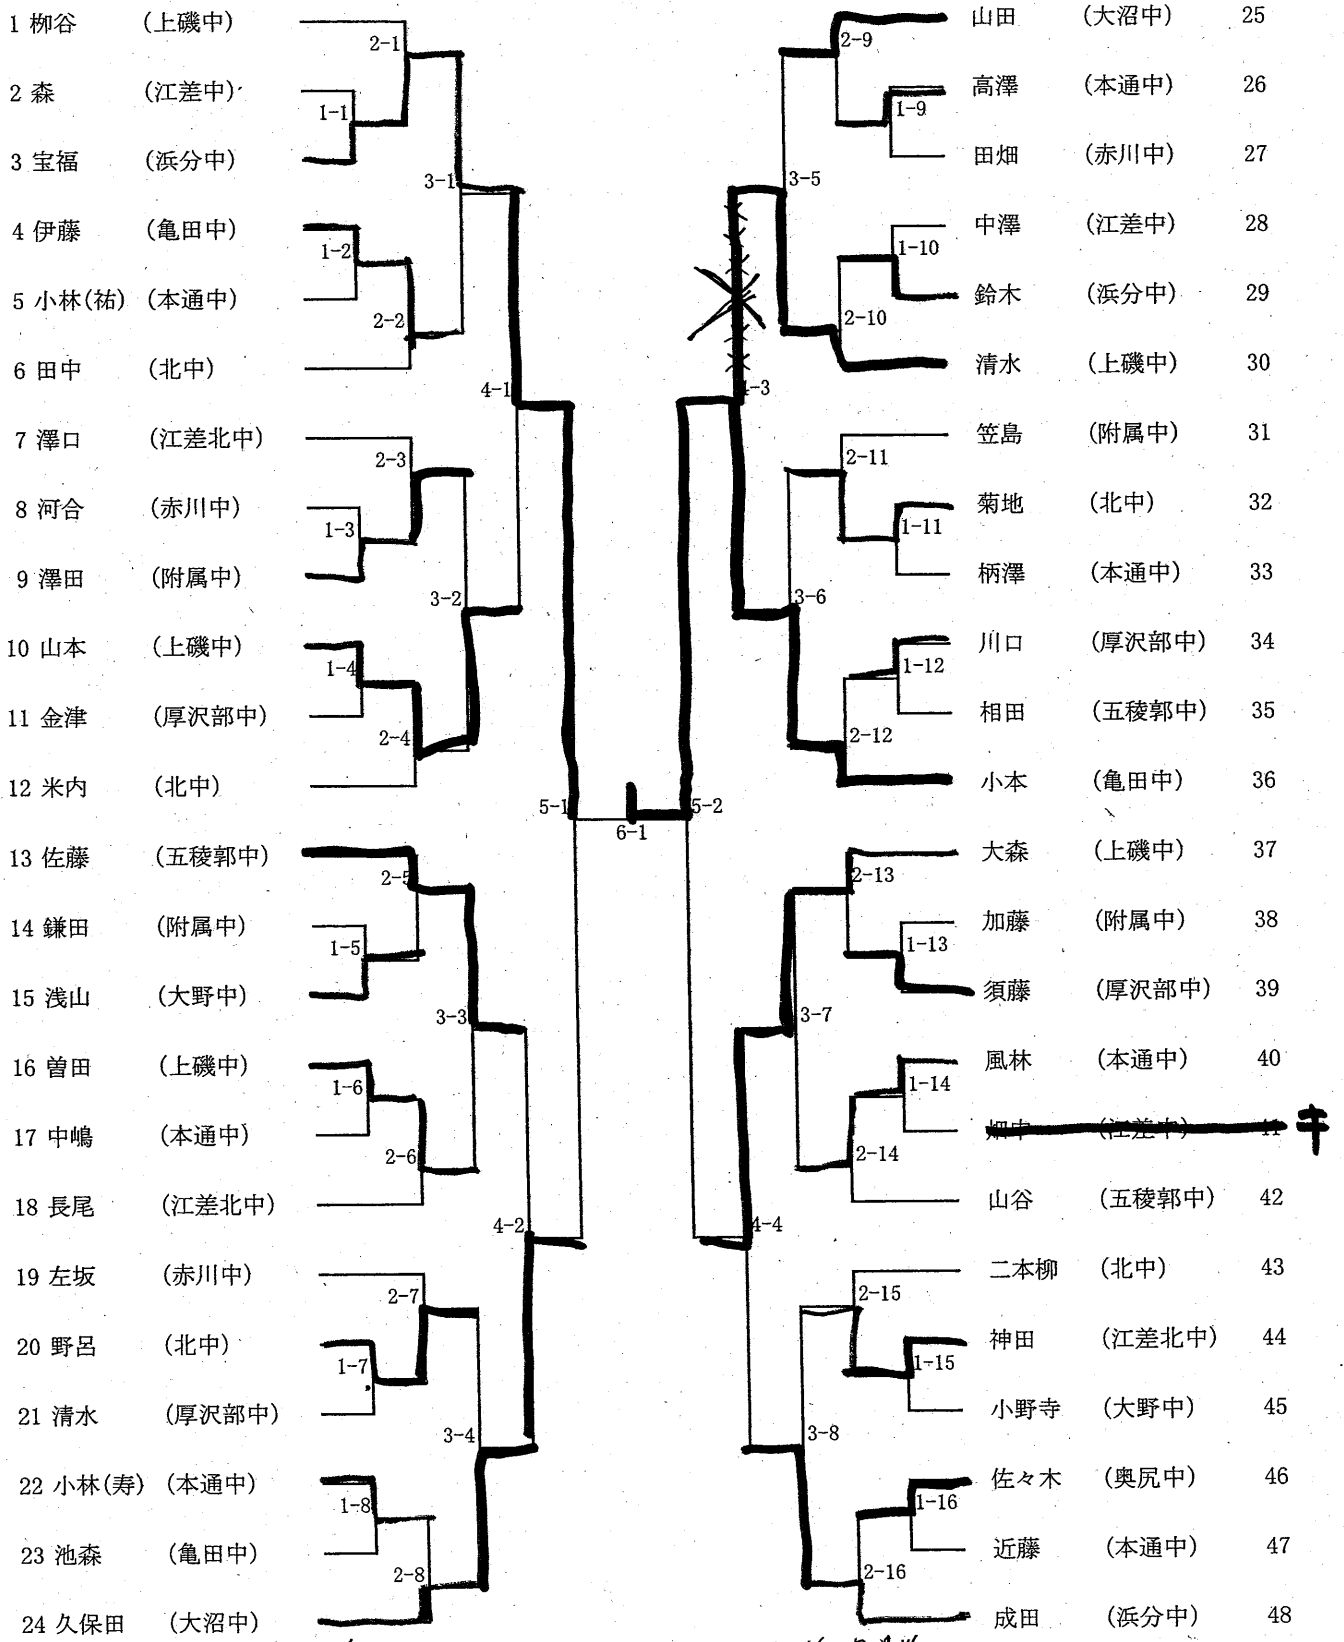 1 栁谷 (上磯中)
2 森 (江差中)
3 宝福 (浜分中)
4 伊藤 (亀田中)
5 小林(祐) (本通中)
6 田中 (北中)
7 澤口 (江差北中)
8 河合 (赤川中)
9 澤田 (附属中)
10 山本 (上磯中)
11 金津 (厚沢部中)
12 米内 (北中)
13 佐藤 (五稜郭中)
14 鎌田 (附属中)
15 浅山 (大野中)
16 曽田 (上磯中)
17 中嶋 (本通中)
18 長尾 (江差北中)
19 左坂 (赤川中)
20 野呂 (北中)
21 清水 (厚沢部中)
22 小林(寿) (本通中)
23 池森 (亀田中)
24 久保田 (大沼中)
2-1
1-1
3-1
1-2
2-2
4-1
2-3
1-3
3-2
1-4
2-4
5-1
2-5
1-5
3-3
1-6
2-6
4-2
2-7
1-7
3-4
1-8
2-8
6-1
2-9
1-9
3-5
1-10
2-10
4-3
2-11
1-11
3-6
1-12
2-12
5-2
2-13
1-13
3-7
1-14
2-14
4-4
2-15
1-15
3-8
1-16
2-16
山田 (大沼中) 25
高澤 (本通中) 26
田畑 (赤川中) 27
中澤 (江差中) 28
鈴木 (浜分中) 29
清水 (上磯中) 30
笠島 (附属中) 31
菊地 (北中) 32
柄澤 (本通中) 33
川口 (厚沢部中) 34
相田 (五稜郭中) 35
小本 (亀田中) 36
大森 (上磯中) 37
加藤 (附属中) 38
須藤 (厚沢部中) 39
風林 (本通中) 40
畑中 (江差中) 41 キ
山谷 (五稜郭中) 42
二本柳 (北中) 43
神田 (江差北中) 44
小野寺 (大野中) 45
佐々木 (奥尻中) 46
近藤 (本通中) 47
成田 (浜分中) 48